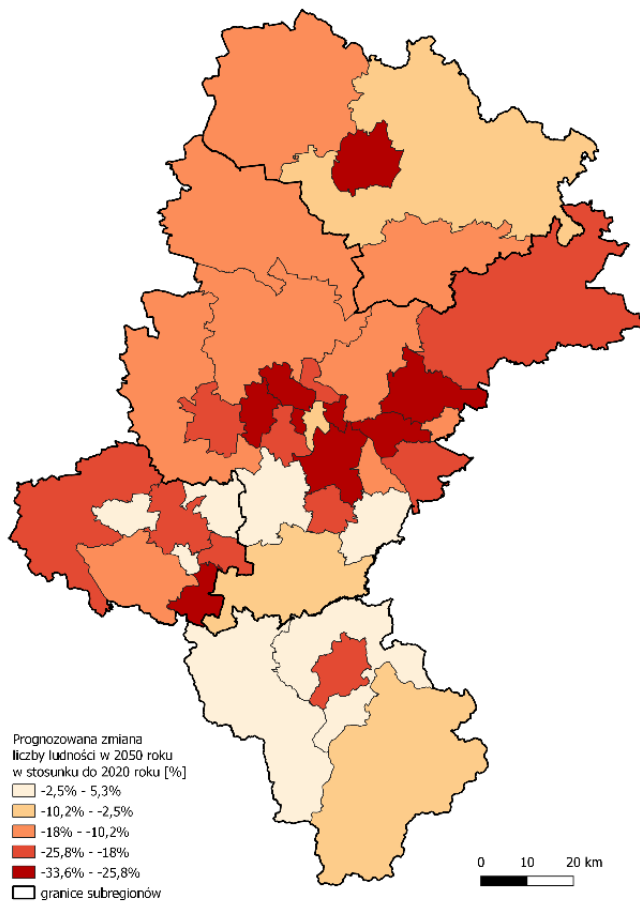 Prognozowana zmiana
liczby ludności w 2050 roku
w stosunku do 2020 roku [%]
-2,5% - 5,3%
-10,2% - -2,5%
-18% - -10,2%
-25,8% - -18%
-33,6% - -25,8%
granice subregionów
0 10 20 km